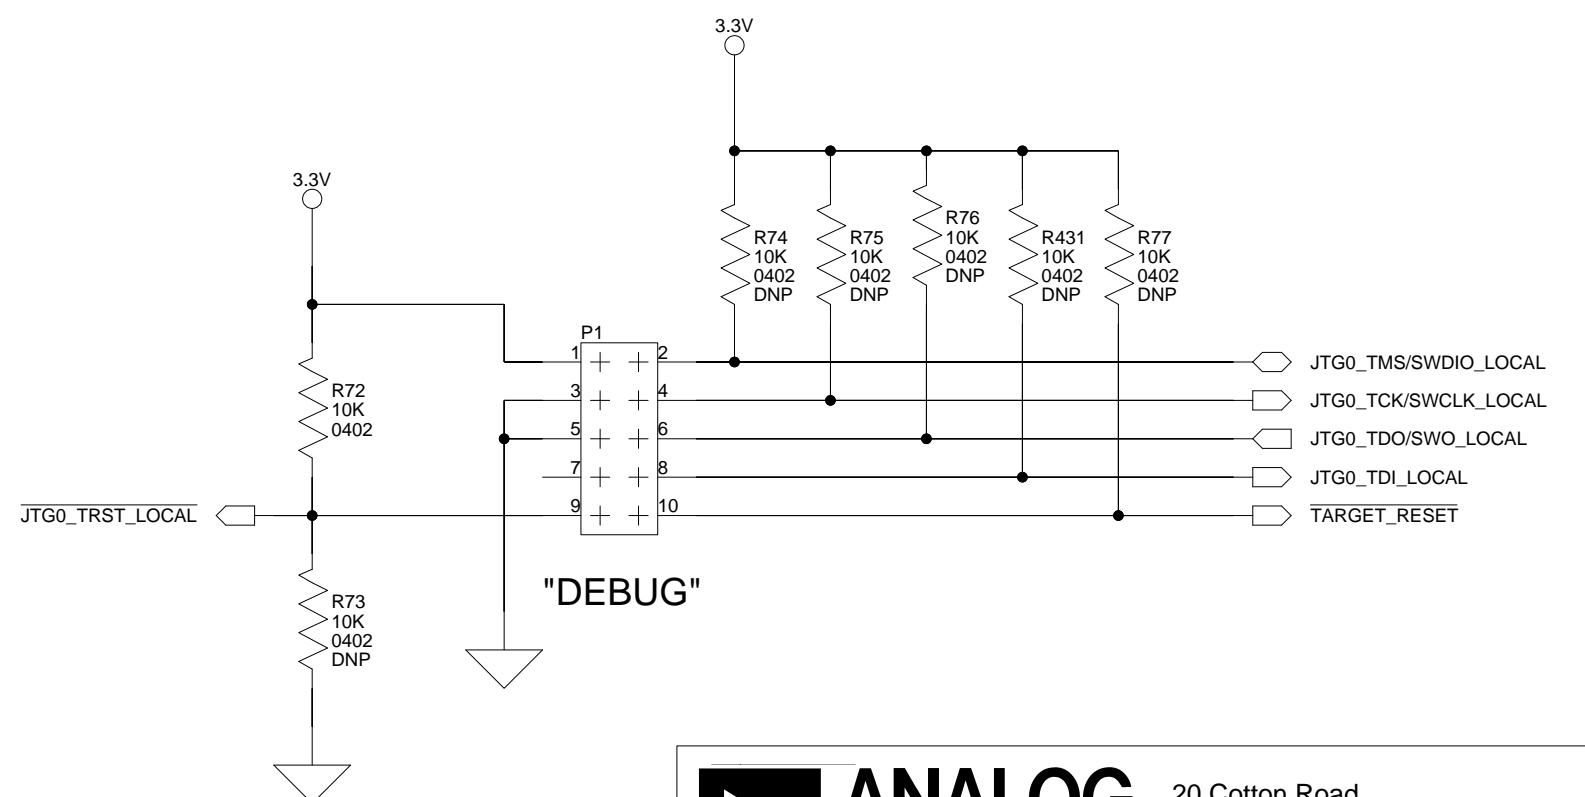 3.3V
3.3V
R74
10K
0402
DNP
R75
10K
0402
DNP
R76
10K
0402
DNP
R431
10K
0402
DNP
R77
10K
0402
DNP
P1
1
2
3
4
5
6
7
8
9
10
R72
10K
0402
JTG0_TMS/SWDIO_LOCAL
JTG0_TCK/SWCLK_LOCAL
JTG0_TDO/SWO_LOCAL
JTG0_TDI_LOCAL
JTG0_TRST_LOCAL
TARGET_RESET
"DEBUG"
R73
10K
0402
DNP
ANALOG
20 Cotton Road